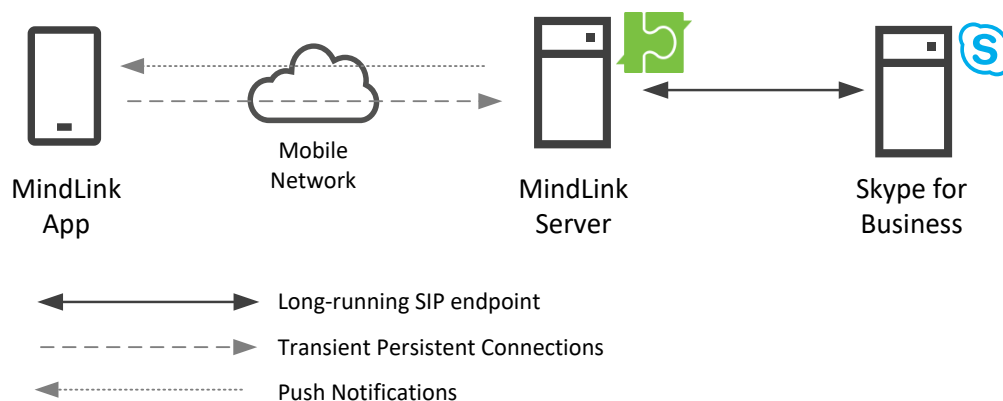 Mobile
Network
MindLink
App
MindLink
Server
Skype for
Business
S
Long-running SIP endpoint
Transient Persistent Connections
Push Notifications